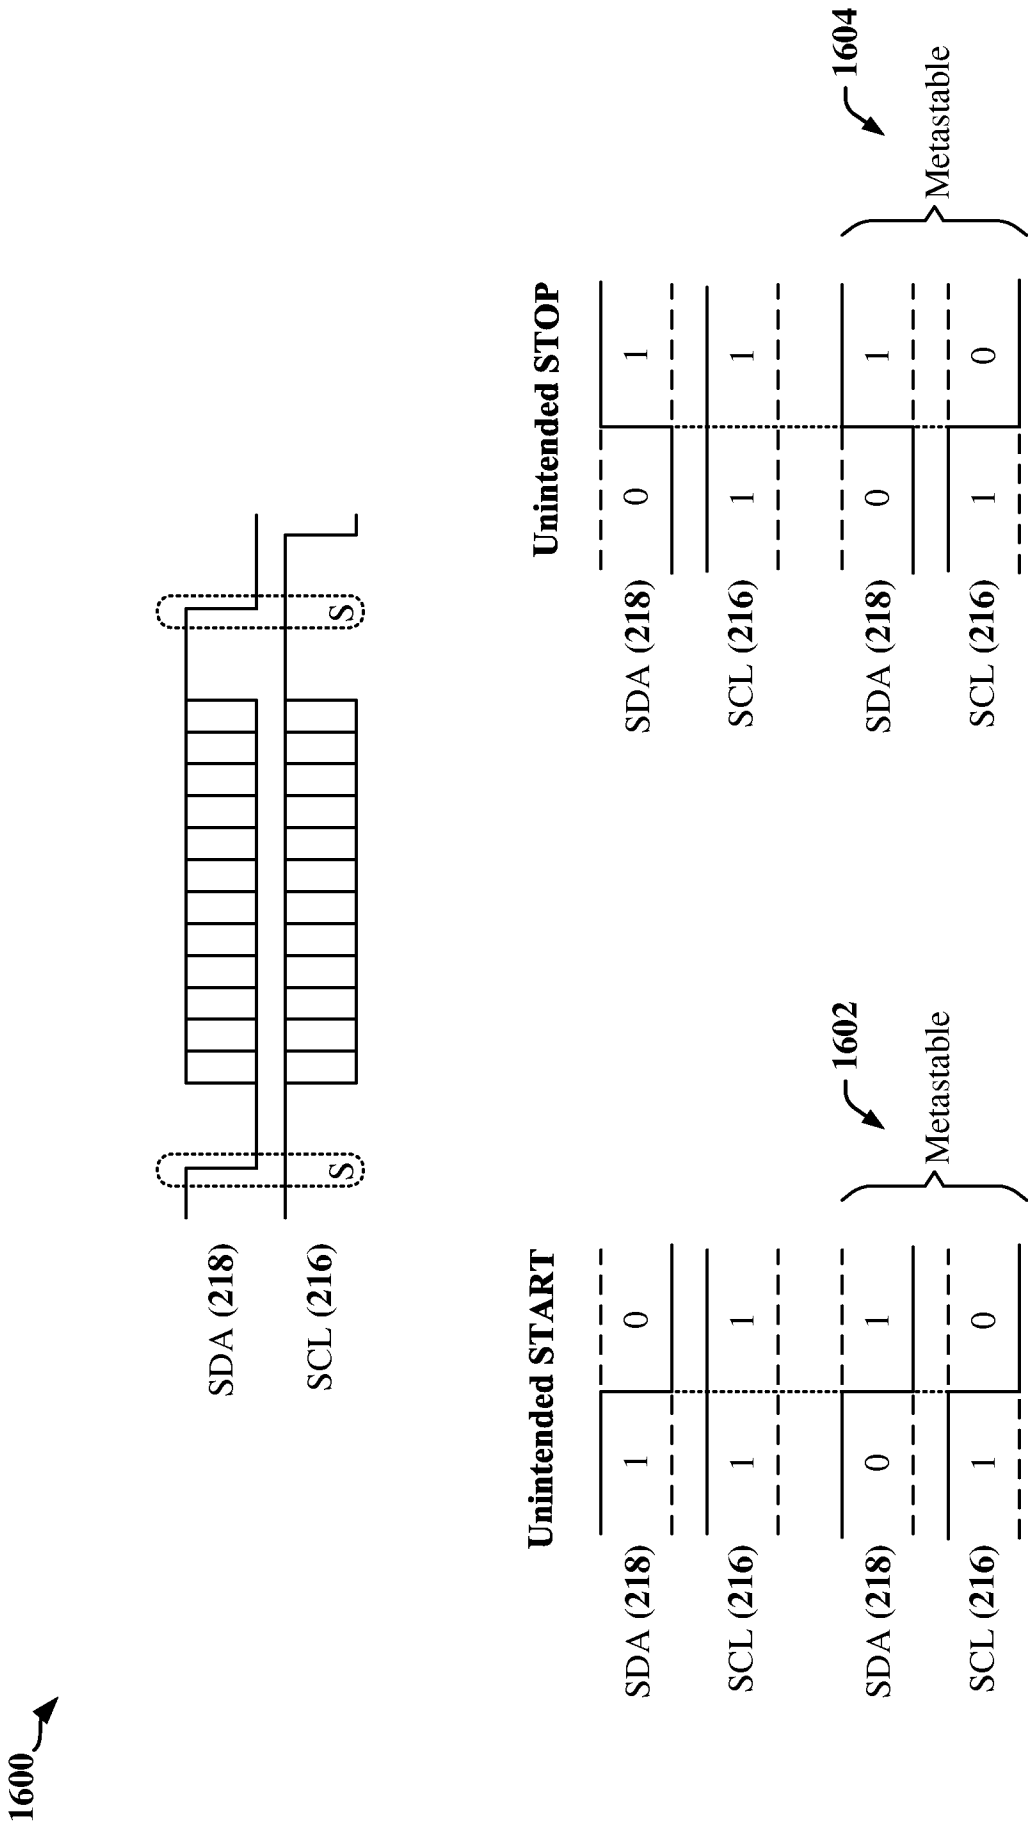 1600
SDA (218)
S
S
SCL (216)
Unintended START
SDA (218) 1 0
SCL (216) 1 1
SDA (218) 0 1
SCL (216) 1 0
1602
Metastable
Unintended STOP
SDA (218) 0 1
SCL (216) 1 1
SDA (218) 0 1
SCL (216) 1 0
1604
Metastable